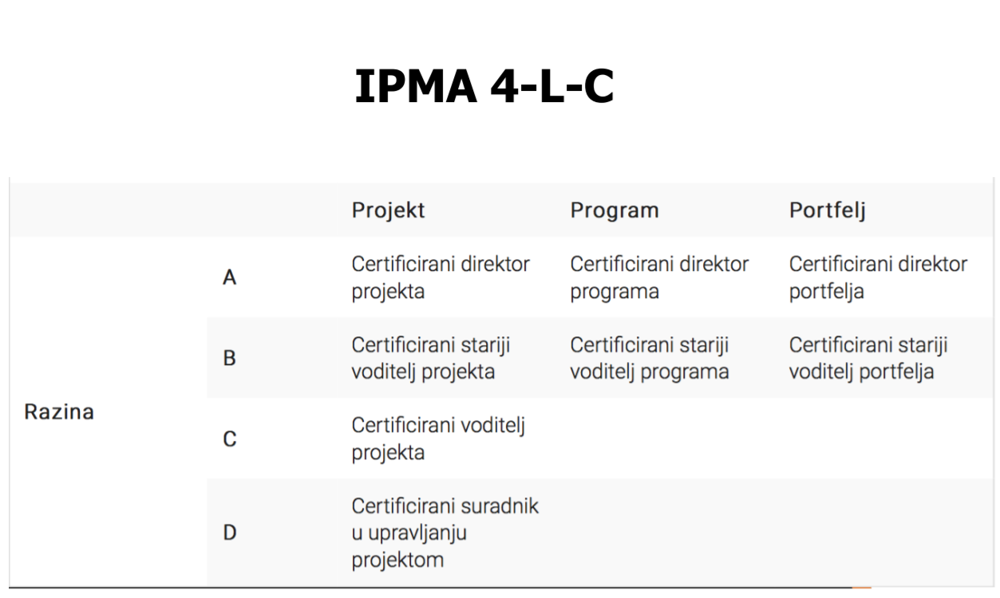 IPMA 4-L-C
Projekt Program Portfelj
Razina
A
Certificirani direktor
projekta
Certificirani direktor
programa
Certificirani direktor
portfelja
B
Certificirani stariji
voditelj projekta
Certificirani stariji
voditelj programa
Certificirani stariji
voditelj portfelja
C
Certificirani voditelj
projekta
D
Certificirani suradnik
u upravljanju
projektom